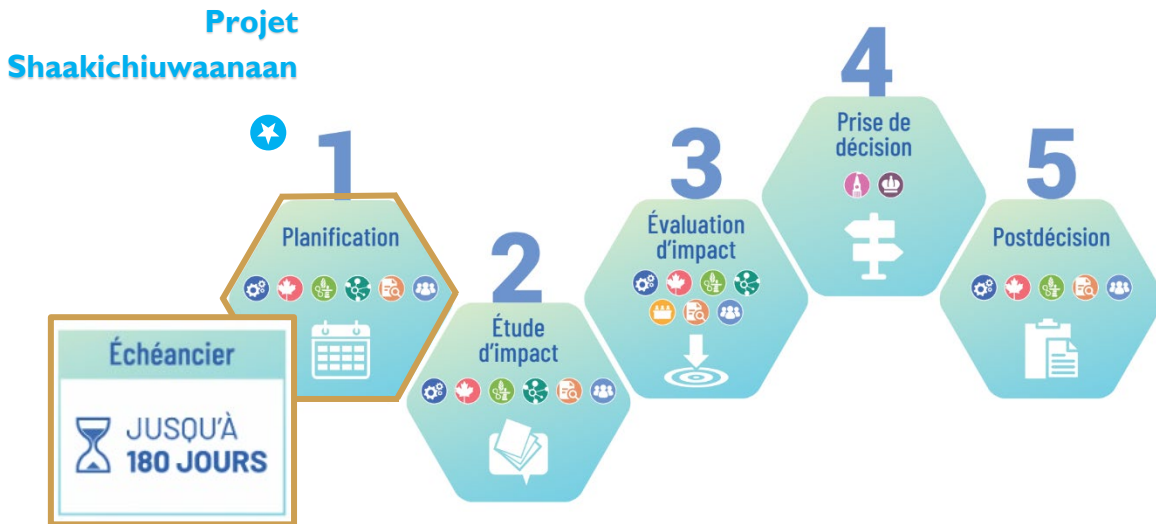 Projet
Shaakichiuwaanaan
1
Planification
Échéancier
JUSQU'À
180 JOURS
2
Étude
d'impact
3
Évaluation
d'impact
4
Prise de
décision
5
Postdécision